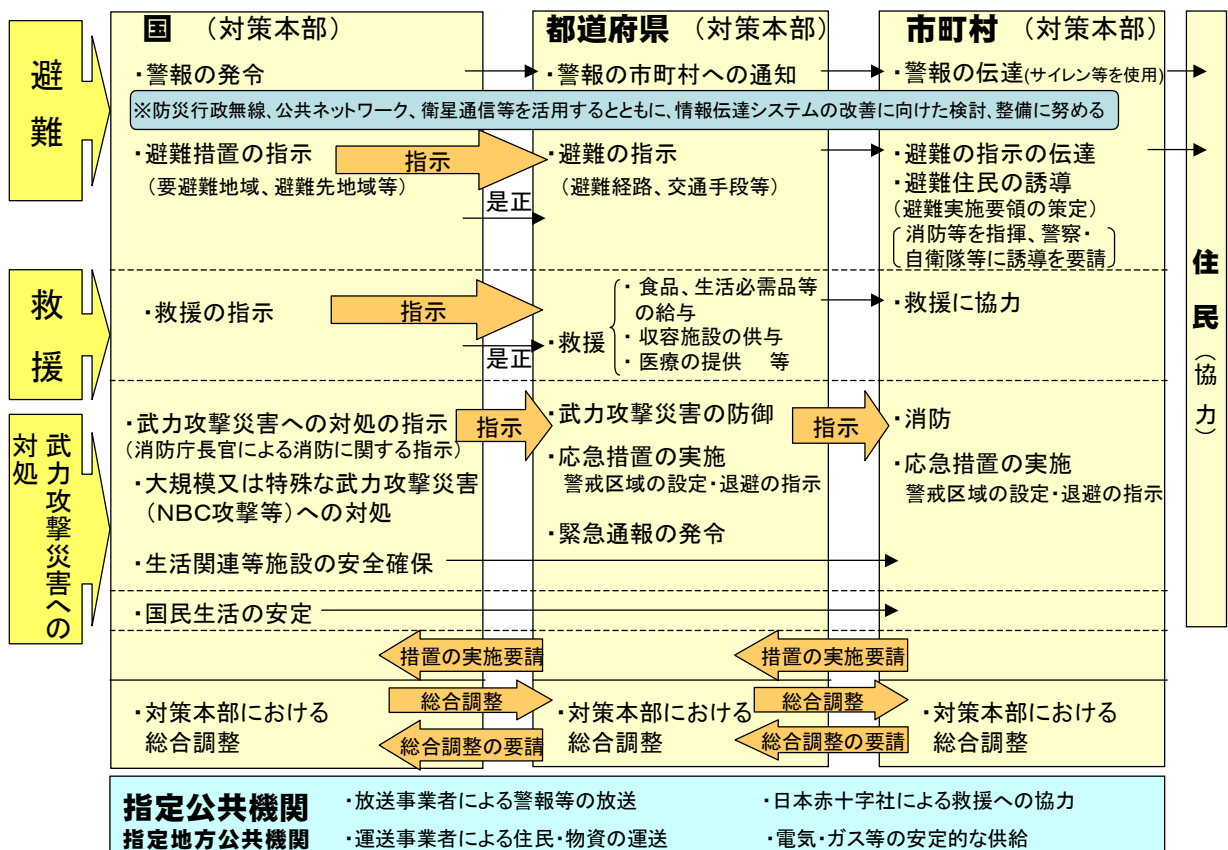 避難
国 (対策本部)
都道府県 (対策本部)
市町村 (対策本部)
・警報の発令
・警報の市町村への通知
・警報の伝達(サイレン等を使用)
※防災行政無線、公共ネットワーク、衛星通信等を活用するとともに、情報伝達システムの改善に向けた検討、整備に努める
・避難措置の指示
(要避難地域、避難先地域等)
指示
是正
・避難の指示
(避難経路、交通手段等)
・避難の指示の伝達
・避難住民の誘導
(避難実施要領の策定)
消防等を指揮、警察・
自衛隊等に誘導を要請
住民(協力)
救援
・救援の指示
指示
是正
・救援
・食品、生活必需品等
の給与
・収容施設の供与
・医療の提供 等
・救援に協力
武力攻撃災害への
対処
・武力攻撃災害への対処の指示
(消防庁長官による消防に関する指示)
・大規模又は特殊な武力攻撃災害
(NBC攻撃等)への対処
・生活関連等施設の安全確保
指示
・武力攻撃災害の防御
・応急措置の実施
警戒区域の設定・退避の指示
・緊急通報の発令
指示
・消防
・応急措置の実施
警戒区域の設定・退避の指示
・国民生活の安定
措置の実施要請
措置の実施要請
・対策本部における
総合調整
総合調整
総合調整の要請
・対策本部における
総合調整
総合調整
総合調整の要請
・対策本部における
総合調整
指定公共機関
指定地方公共機関
・放送事業者による警報等の放送
・日本赤十字社による救援への協力
・運送事業者による住民・物資の運送
・電気・ガス等の安定的な供給